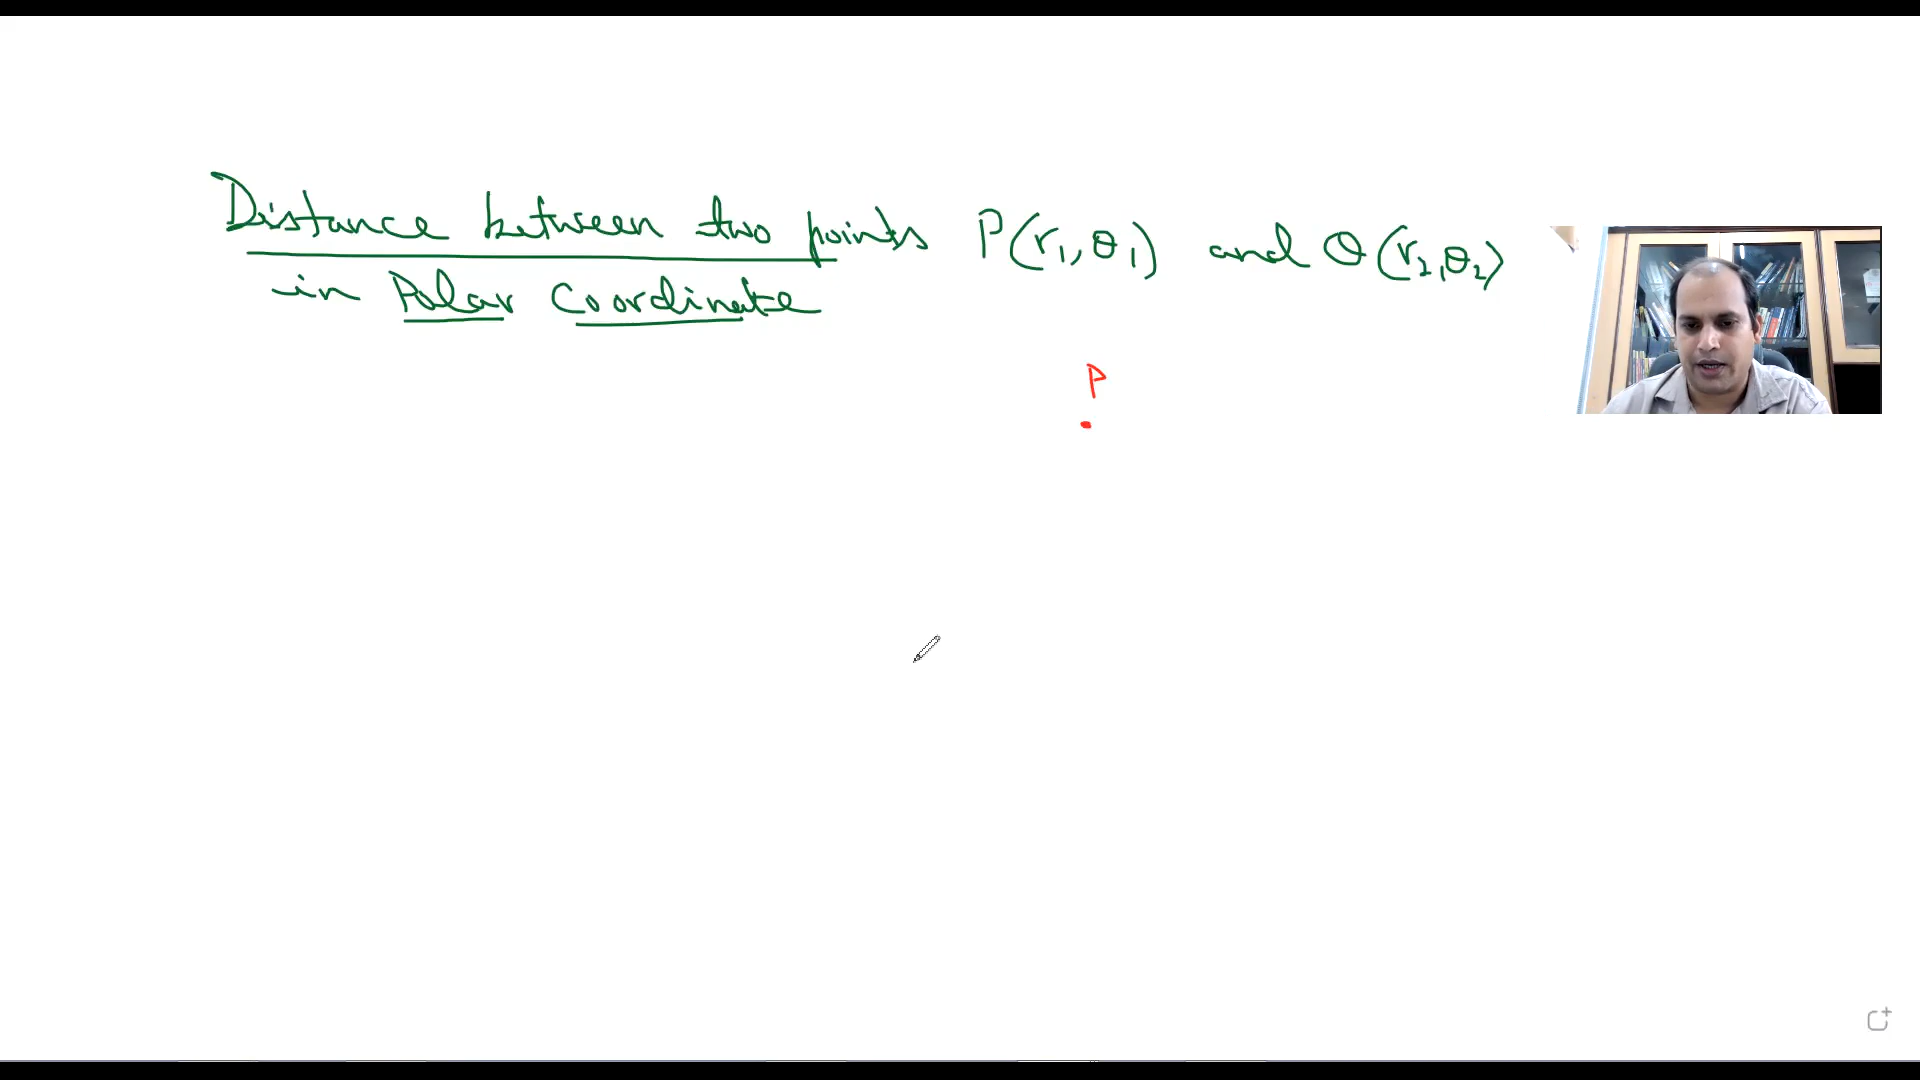 Distance between two points P(r₁, θ₁) and Q(r₂, θ₂)
in Polar Coordinate
P